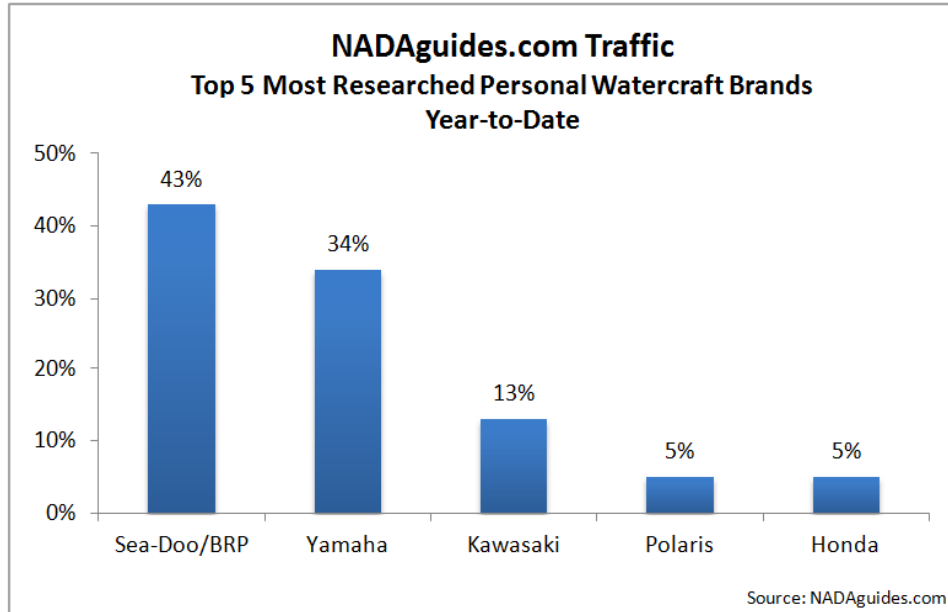 NADAguides.com Traffic
Top 5 Most Researched Personal Watercraft Brands
Year-to-Date
50%
40%
30%
20%
10%
0%
43%
34%
13%
5%
5%
Sea-Doo/BRP
Yamaha
Kawasaki
Polaris
Honda
Source: NADAguides.com